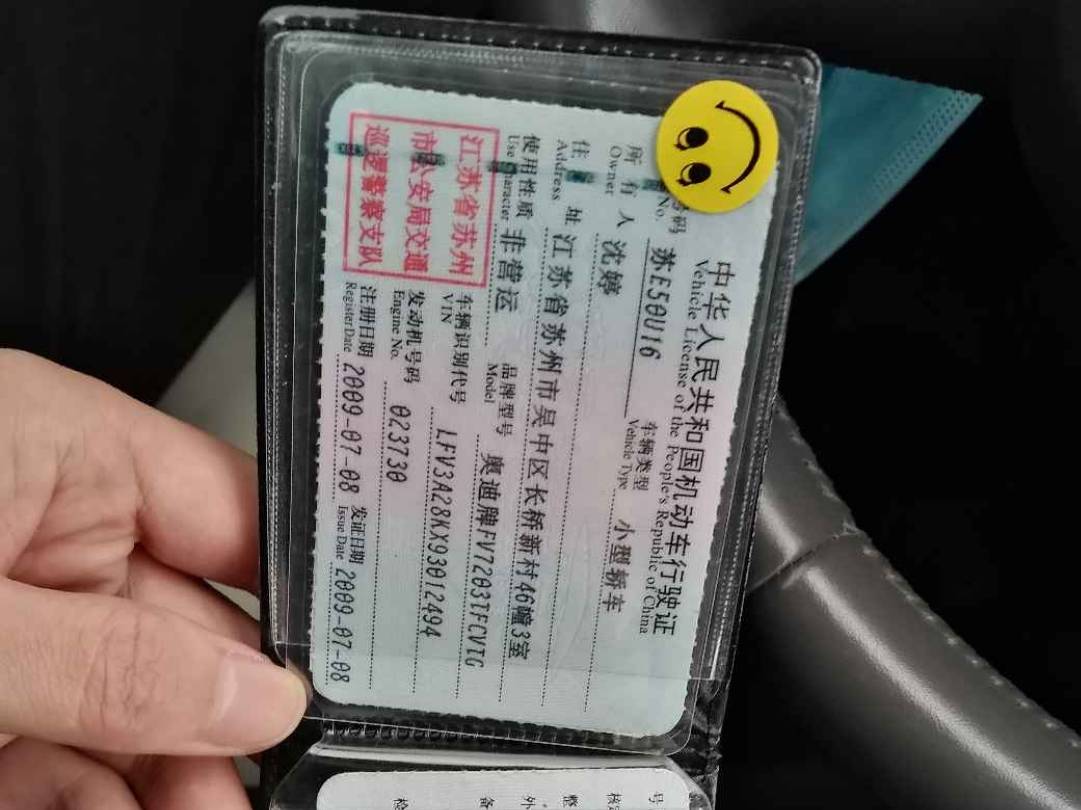 中华人民共和国机动车行驶证
Vehicle License of the People's Republic of China
号码 苏E50U16 车辆类型 小型轿车
No. Vehicle Type
所有人 沈婷
Owner
住址 江苏省苏州市吴中区长桥新村46幢3室
Address
使用性质 非营运 品牌型号 奥迪牌FV7203TFCVTG
Use Character Model
江苏省苏州
市公安局交通
巡逻警察支队
车辆识别代号 LFV3A28KX93012494
VIN
发动机号码 023730
Engine No.
注册日期 2009-07-08 发证日期 2009-07-08
Register Date Issue Date
号
核
整
外
备
检